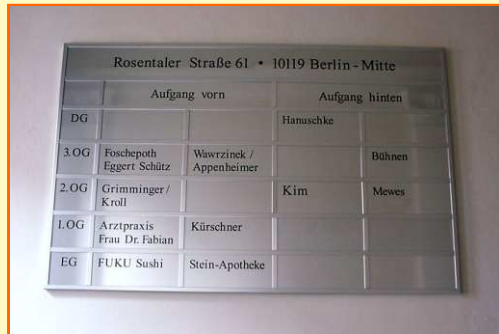 Rosentaler Straße 61 • 10119 Berlin-Mitte
Aufgang vorn Aufgang hinten
DG Hanuschke
3.OG Foschepoth Wawrzinek / Bühnen
Eggert Schütz Appenheimer
2.OG Grimminger / Kim Mewes
Kroll
1.OG Arztpraxis Kürschner
Frau Dr. Fabian
EG FUKU Sushi Stein-Apotheke